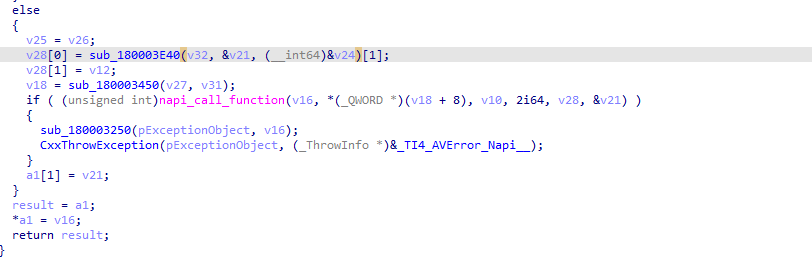 else
{
v25 = v26;
v28[0] = sub_180003E40(v32, &v21, (__int64)&v24)[1];
v28[1] = v12;
v18 = sub_180003450(v27, v31);
if ( (unsigned int)napi_call_function(v16, *(_QWORD *)(v18 + 8), v10, 2i64, v28, &v21) )
{
sub_180003250(pExceptionObject, v16);
CxxThrowException(pExceptionObject, (_ThrowInfo *)&_TI4_AVError_Napi__);
}
a1[1] = v21;
}
result = a1;
*a1 = v16;
return result;
}